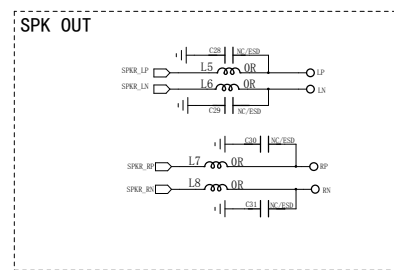 SPK OUT
C28 NC/ESD
SPKR_LP L5 0R LP
SPKR_LN L6 0R LN
C29 NC/ESD
C30 NC/ESD
SPKR_RP L7 0R RP
SPKR_RN L8 0R RN
C31 NC/ESD